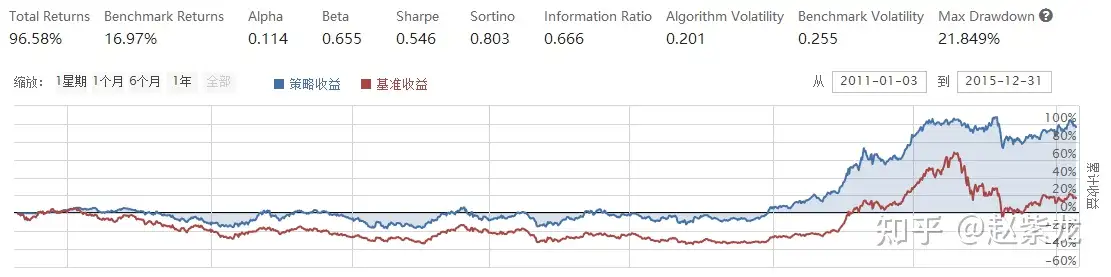 Total Returns Benchmark Returns Alpha Beta Sharpe Sortino Information Ratio Algorithm Volatility Benchmark Volatility Max Drawdown ?
96.58% 16.97% 0.114 0.655 0.546 0.803 0.666 0.201 0.255 21.849%
缩放: 1星期 1个月 6个月 1年 全部 策略收益 基准收益 从 2011-01-03 到 2015-12-31
100%
80%
60%
40%
20%
0%
-20%
-40%
-60%
累计收益
知乎 @赵紫龙